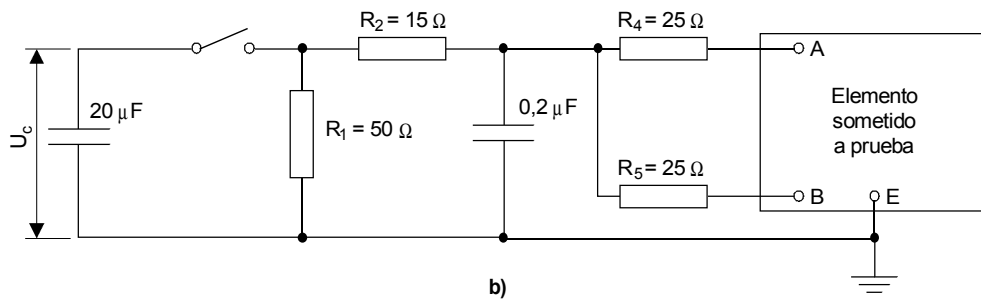 R2 = 15 Ω
R4 = 25 Ω
A
Uc
20 µF
R1 = 50 Ω
0,2 µF
Elemento
sometido
a prueba
R5 = 25 Ω
B
E
b)